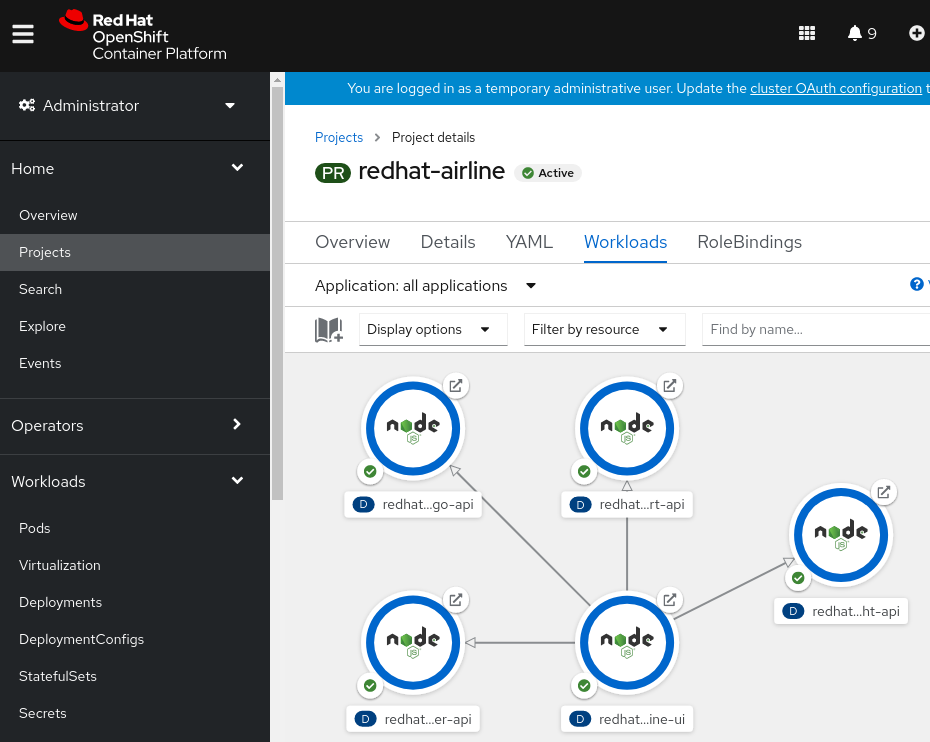 Red Hat
OpenShift
Container Platform
9
Administrator
Home
Overview
Projects
Search
Explore
Events
Operators
Workloads
Pods
Virtualization
Deployments
DeploymentConfigs
StatefulSets
Secrets
You are logged in as a temporary administrative user. Update the cluster OAuth configuration t
Projects > Project details
PR redhat-airline Active
Overview Details YAML Workloads RoleBindings
Application: all applications
Display options Filter by resource Find by name...
node
JS
D redhat...go-api
node
JS
D redhat...rt-api
node
JS
D redhat...ht-api
node
JS
D redhat...er-api
node
JS
D redhat...ine-ui